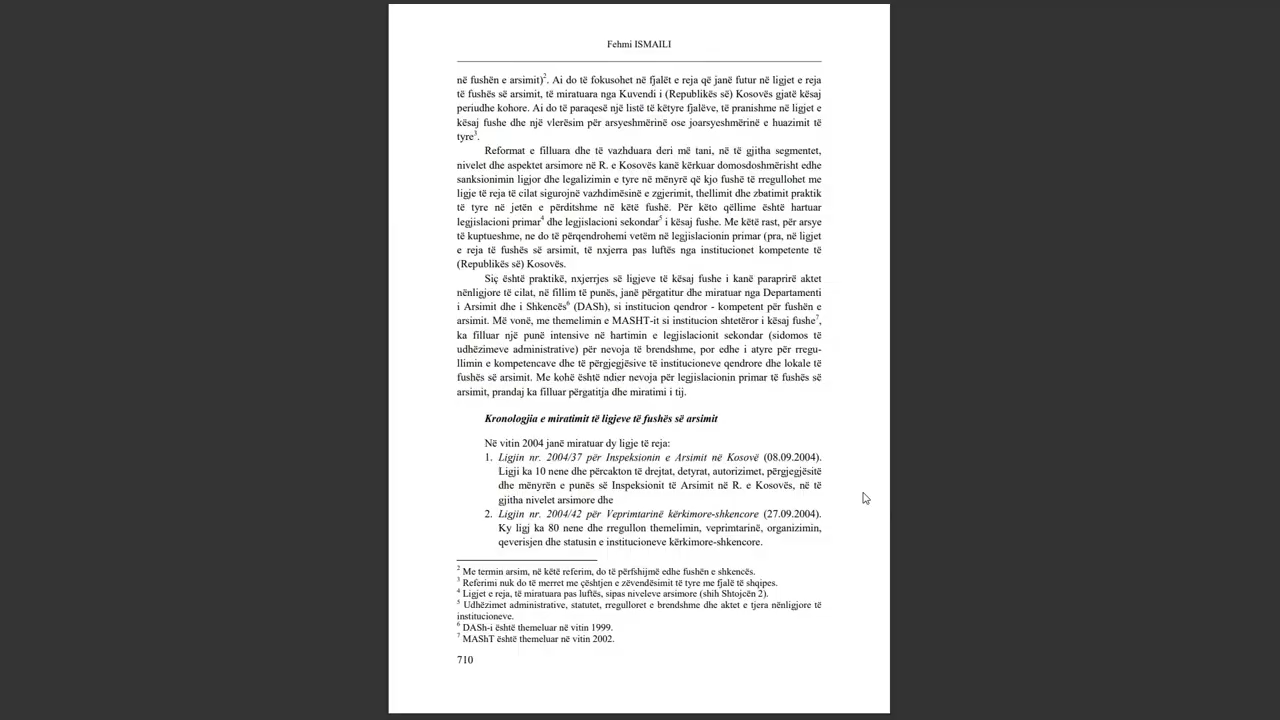 Fehmi ISMAILI
në fushën e arsimit)². Ai do të fokusohet në fjalët e reja që janë futur në ligjet e reja
të fushës së arsimit, të miratuara nga Kuvendi i (Republikës së) Kosovës gjatë kësaj
periudhe kohore. Ai do të paraqesë një listë të këtyre fjalëve, të pranishme në ligjet e
kësaj fushe dhe një vlerësim për arsyeshmërinë ose joarsyeshmërinë e huazimit të
tyre³.
Reformat e filluara dhe të vazhduara deri më tani, në të gjitha segmentet,
nivelet dhe aspektet arsimore në R. e Kosovës kanë kërkuar domosdoshmërisht edhe
sanksionimin ligjor dhe legalizimin e tyre në mënyrë që kjo fushë të rregullohet me
ligje të reja të cilat sigurojnë vazhdimësinë e zgjerimit, thellimit dhe zbatimit praktik
të tyre në jetën e përditshme në këtë fushë. Për këto qëllime është hartuar
legjislacioni primar⁴ dhe legjislacioni sekondar⁵ i kësaj fushe. Me këtë rast, për arsye
të kuptueshme, ne do të përqendrohemi vetëm në legjislacionin primar (pra, në ligjet
e reja të fushës së arsimit, të nxjerra pas luftës nga institucionet kompetente të
(Republikës së) Kosovës.
Siç është praktikë, nxjerrjes së ligjeve të kësaj fushe i kanë paraprirë aktet
nënligjore të cilat, në fillim të punës, janë përgatitur dhe miratuar nga Departamenti
i Arsimit dhe i Shkencës⁶ (DASh), si institucion qendror - kompetent për fushën e
arsimit. Më vonë, me themelimin e MASHT-it si institucion shtetëror i kësaj fushe⁷,
ka filluar një punë intensive në hartimin e legjislacionit sekondar (sidomos të
udhëzimeve administrative) për nevoja të brendshme, por edhe i atyre për rregu-
llimin e kompetencave dhe të përgjegjësive të institucioneve qendrore dhe lokale të
fushës së arsimit. Me kohë është ndier nevoja për legjislacionin primar të fushës së
arsimit, prandaj ka filluar përgatitja dhe miratimi i tij.
Kronologjia e miratimit të ligjeve të fushës së arsimit
Në vitin 2004 janë miratuar dy ligje të reja:
1. Ligjin nr. 2004/37 për Inspeksionin e Arsimit në Kosovë (08.09.2004).
Ligji ka 10 nene dhe përcakton të drejtat, detyrat, autorizimet, përgjegjësitë
dhe mënyrën e punës së Inspeksionit të Arsimit në R. e Kosovës, në të
gjitha nivelet arsimore dhe
2. Ligjin nr. 2004/42 për Veprimtarinë kërkimore-shkencore (27.09.2004).
Ky ligj ka 80 nene dhe rregullon themelimin, veprimtarinë, organizimin,
qeverisjen dhe statusin e institucioneve kërkimore-shkencore.
² Me termin arsim, në këtë referim, do të përfshijmë edhe fushën e shkencës.
³ Referimi nuk do të merret me çështjen e zëvendësimit të tyre me fjalë të shqipes.
⁴ Ligjet e reja, të miratuara pas luftës, sipas niveleve arsimore (shih Shtojcën 2).
⁵ Udhëzimet administrative, statutet, rregulloret e brendshme dhe aktet e tjera nënligjore të
institucioneve.
⁶ DASh-i është themeluar në vitin 1999.
⁷ MAShT është themeluar në vitin 2002.
710